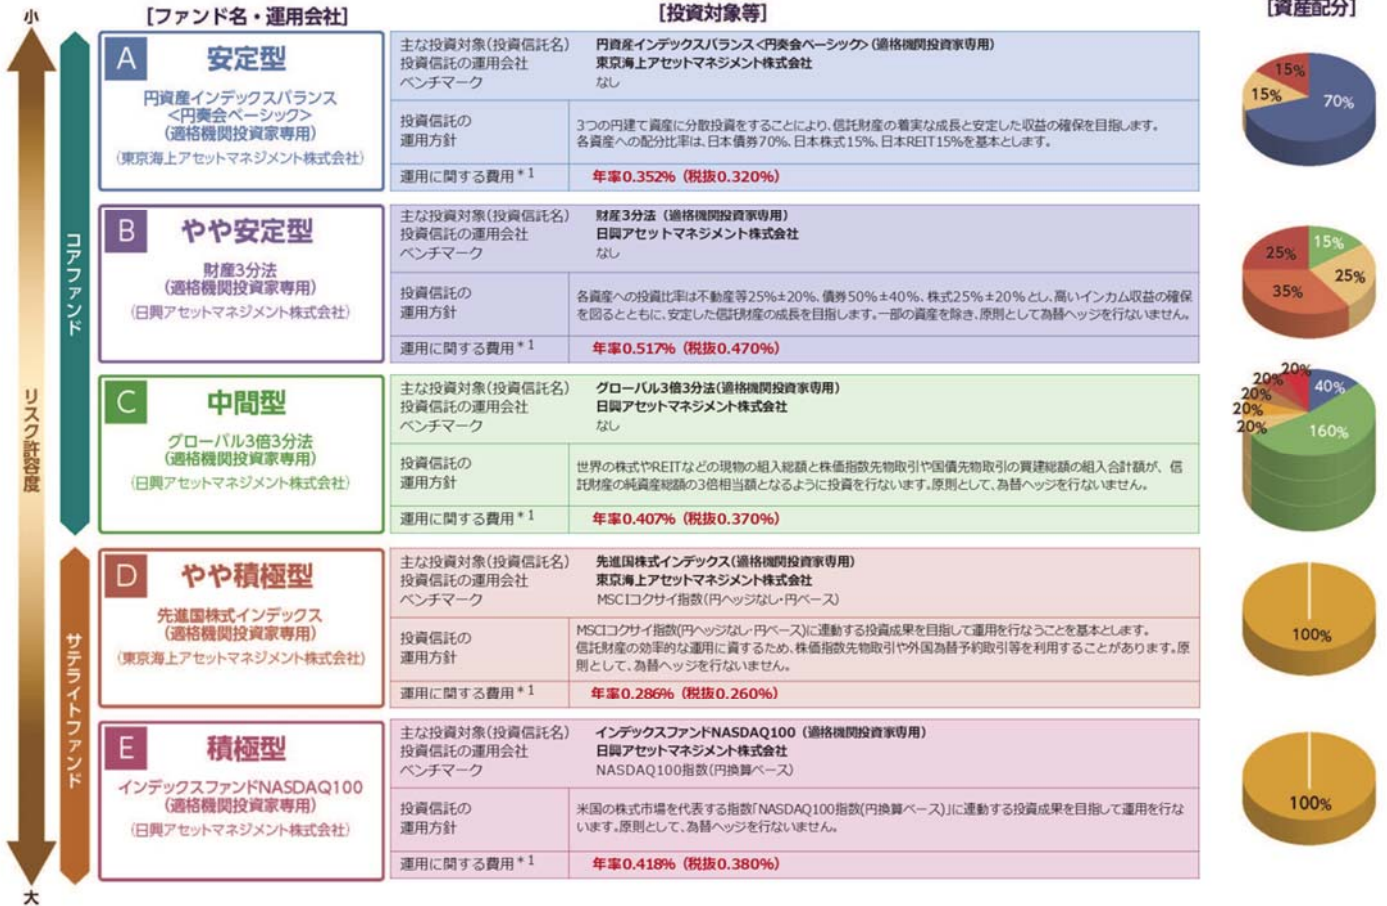 小
[ファンド名・運用会社]
[投資対象等]
[資産配分]
リスク許容度
コアファンド
A 安定型
円資産インデックスバランス
<円奏会ベーシック>
(適格機関投資家専用)
(東京海上アセットマネジメント株式会社)
主な投資対象(投資信託名) 円資産インデックスバランス<円奏会ベーシック>(適格機関投資家専用)
投資信託の運用会社 東京海上アセットマネジメント株式会社
ベンチマーク なし
投資信託の
運用方針
3つの円建て資産に分散投資をすることにより、信託財産の着実な成長と安定した収益の確保を目指します。
各資産への配分比率は、日本債券70%、日本株式15%、日本REIT15%を基本とします。
運用に関する費用*1 年率0.352% (税抜0.320%)
15%
15%
70%
B やや安定型
財産3分法
(適格機関投資家専用)
(日興アセットマネジメント株式会社)
主な投資対象(投資信託名) 財産3分法 (適格機関投資家専用)
投資信託の運用会社 日興アセットマネジメント株式会社
ベンチマーク なし
投資信託の
運用方針
各資産への投資比率は不動産等25%±20%、債券50%±40%、株式25%±20%とし、高いインカム収益の確保
を図るとともに、安定した信託財産の成長を目指します。一部の資産を除き、原則として為替ヘッジを行ないません。
運用に関する費用*1 年率0.517% (税抜0.470%)
25%
15%
25%
35%
C 中間型
グローバル3倍3分法
(適格機関投資家専用)
(日興アセットマネジメント株式会社)
主な投資対象(投資信託名) グローバル3倍3分法(適格機関投資家専用)
投資信託の運用会社 日興アセットマネジメント株式会社
ベンチマーク なし
投資信託の
運用方針
世界の株式やREITなどの現物の組入総額と株価指数先物取引や国債先物取引の買建総額の組入合計額が、信
託財産の純資産総額の3倍相当額となるように投資を行ないます。原則として、為替ヘッジを行ないません。
運用に関する費用*1 年率0.407% (税抜0.370%)
20%
20%
40%
20%
20%
20%
160%
サテライトファンド
D やや積極型
先進国株式インデックス
(適格機関投資家専用)
(東京海上アセットマネジメント株式会社)
主な投資対象(投資信託名) 先進国株式インデックス(適格機関投資家専用)
投資信託の運用会社 東京海上アセットマネジメント株式会社
ベンチマーク MSCIコクサイ指数(円ヘッジなし・円ベース)
投資信託の
運用方針
MSCIコクサイ指数(円ヘッジなし・円ベース)に連動する投資成果を目指して運用を行なうことを基本とします。
信託財産の効率的な運用に資するため、株価指数先物取引や外国為替予約取引等を利用することがあります。原
則として、為替ヘッジを行ないません。
運用に関する費用*1 年率0.286% (税抜0.260%)
100%
E 積極型
インデックスファンドNASDAQ100
(適格機関投資家専用)
(日興アセットマネジメント株式会社)
主な投資対象(投資信託名) インデックスファンドNASDAQ100 (適格機関投資家専用)
投資信託の運用会社 日興アセットマネジメント株式会社
ベンチマーク NASDAQ100指数(円換算ベース)
投資信託の
運用方針
米国の株式市場を代表する指数「NASDAQ100指数(円換算ベース)」に連動する投資成果を目指して運用を行な
います。原則として、為替ヘッジを行ないません。
運用に関する費用*1 年率0.418% (税抜0.380%)
100%
大